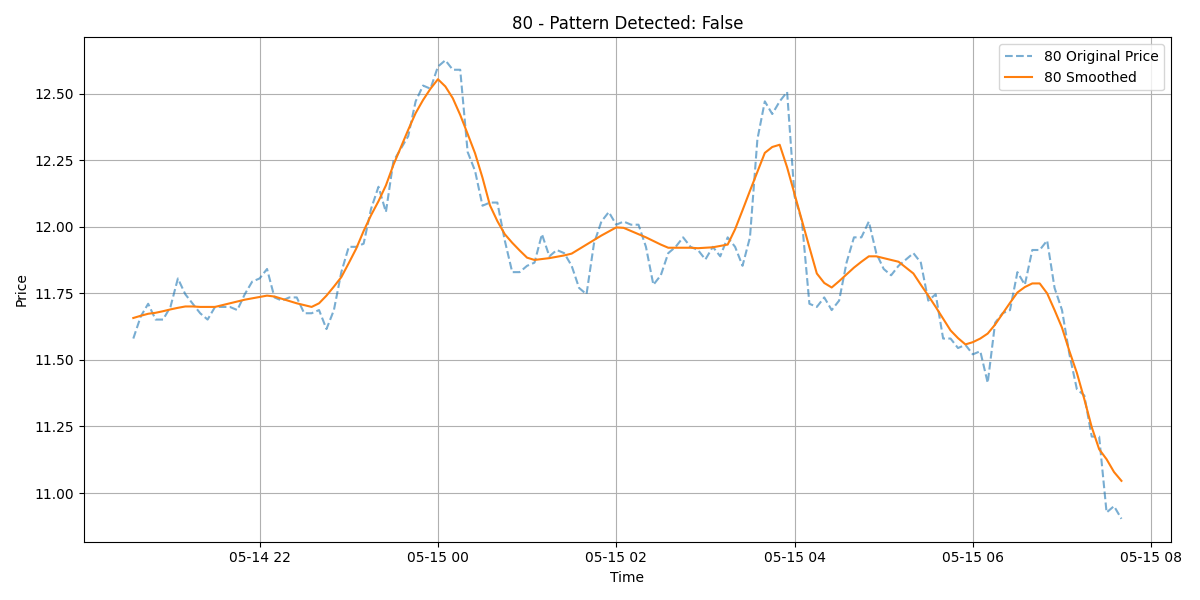 80 - Pattern Detected: False
80 Original Price
80 Smoothed
Price
12.50
12.25
12.00
11.75
11.50
11.25
11.00
05-14 22
05-15 00
05-15 02
05-15 04
05-15 06
05-15 08
Time